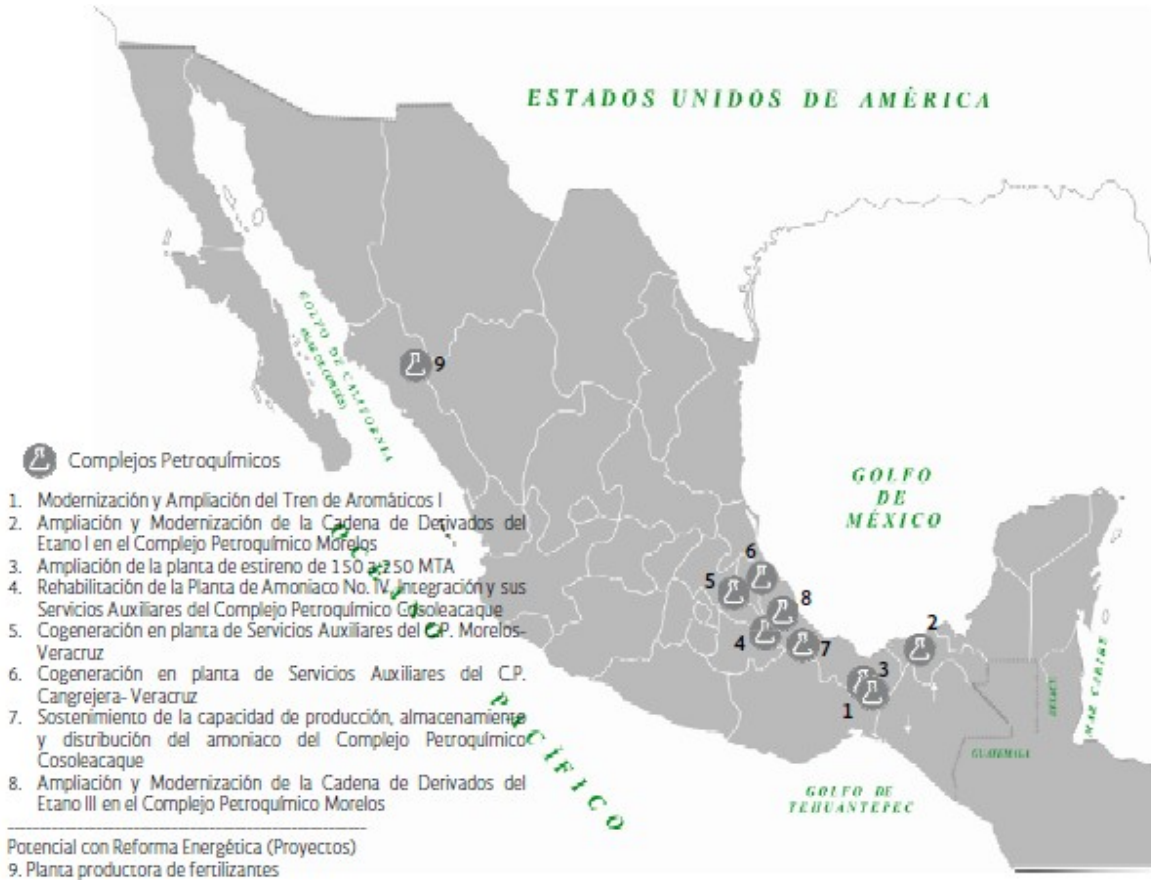 ESTADOS UNIDOS DE AMÉRICA
GOLFO DE CALIFORNIA
(MAR DE CORTÉS)
9
Complejos Petroquímicos
1. Modernización y Ampliación del Tren de Aromáticos I
2. Ampliación y Modernización de la Cadena de Derivados del
Etano I en el Complejo Petroquímico Morelos
3. Ampliación de la planta de estireno de 150 a 250 MTA
4. Rehabilitación de la Planta de Amoniaco No. IV, Integración y sus
Servicios Auxiliares del Complejo Petroquímico Cosoleacaque
5. Cogeneración en planta de Servicios Auxiliares del C.P. Morelos-
Veracruz
6. Cogeneración en planta de Servicios Auxiliares del C.P.
Cangrejera- Veracruz
7. Sostenimiento de la capacidad de producción, almacenamiento
y distribución del amoniaco del Complejo Petroquímico
Cosoleacaque
8. Ampliación y Modernización de la Cadena de Derivados del
Etano III en el Complejo Petroquímico Morelos
Potencial con Reforma Energética (Proyectos)
9. Planta productora de fertilizantes
OCÉANO PACÍFICO
GOLFO
DE
MÉXICO
6
5
8
4
7
2
3
1
MAR CARIBE
BELICE
GUATEMALA
GOLFO DE
TEHUANTEPEC